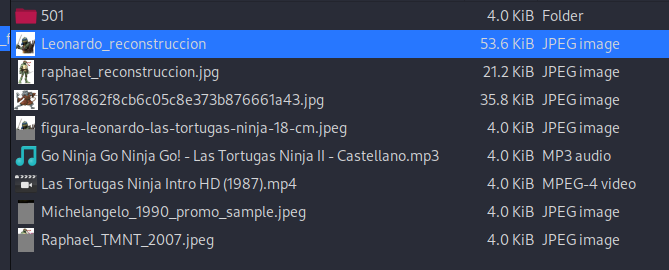 501 4.0 KiB Folder
Leonardo_reconstruccion 53.6 KiB JPEG image
raphael_reconstruccion.jpg 21.2 KiB JPEG image
56178862f8cb6c05c8e373b876661a43.jpg 35.8 KiB JPEG image
figura-leonardo-las-tortugas-ninja-18-cm.jpeg 4.0 KiB JPEG image
Go Ninja Go Ninja Go! - Las Tortugas Ninja II - Castellano.mp3 4.0 KiB MP3 audio
Las Tortugas Ninja Intro HD (1987).mp4 4.0 KiB MPEG-4 video
Michelangelo_1990_promo_sample.jpeg 4.0 KiB JPEG image
Raphael_TMNT_2007.jpeg 4.0 KiB JPEG image